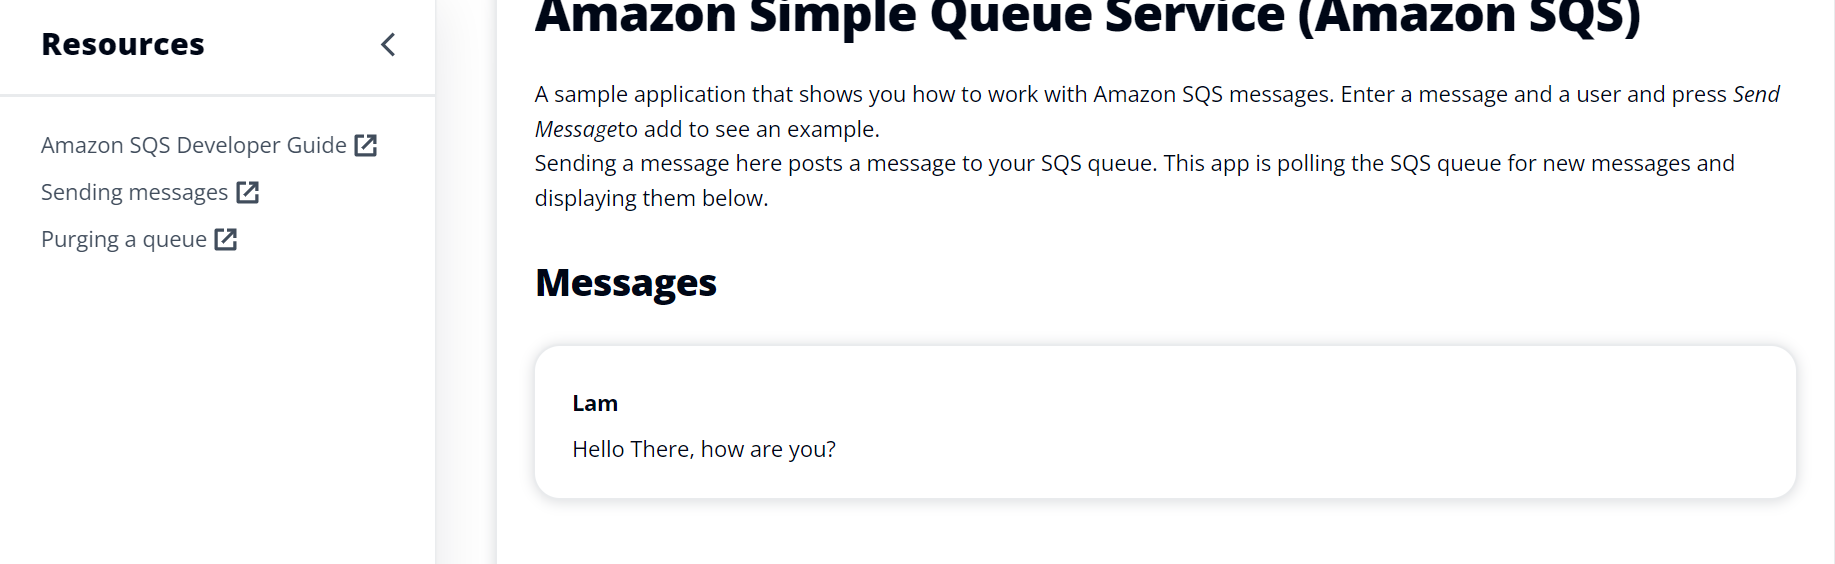 Resources
Amazon SQS Developer Guide
Sending messages
Purging a queue
Amazon Simple Queue Service (Amazon SQS)
A sample application that shows you how to work with Amazon SQS messages. Enter a message and a user and press Send
Messageto add to see an example.
Sending a message here posts a message to your SQS queue. This app is polling the SQS queue for new messages and
displaying them below.
Messages
Lam
Hello There, how are you?